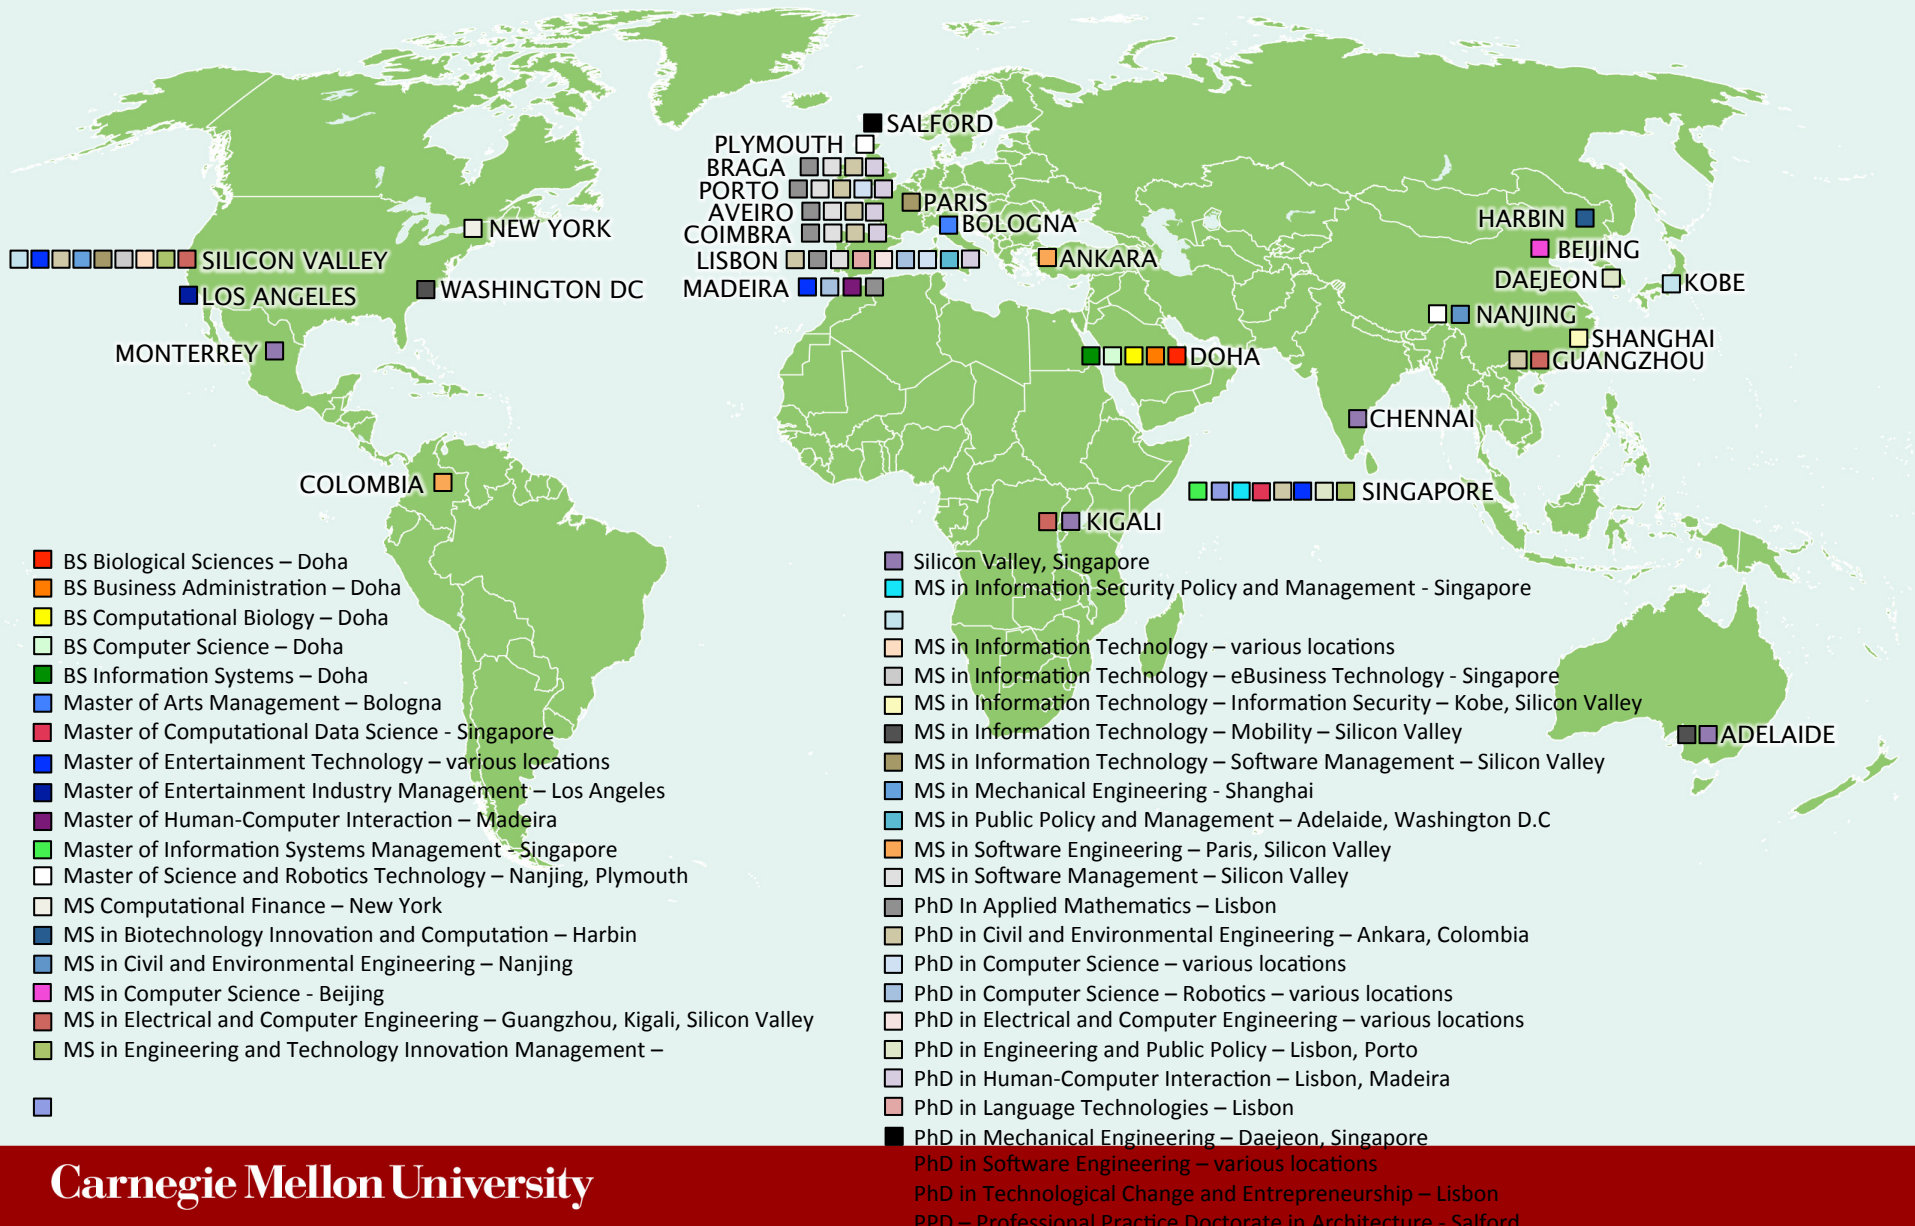 SALFORD
PLYMOUTH
BRAGA
PORTO
PARIS
AVEIRO
BOLOGNA
HARBIN
NEW YORK
COIMBRA
BEIJING
SILICON VALLEY
LISBON
ANKARA
DAEJEON
KOBE
LOS ANGELES
WASHINGTON DC
MADEIRA
NANJING
SHANGHAI
MONTERREY
DOHA
GUANGZHOU
CHENNAI
COLOMBIA
SINGAPORE
KIGALI
ADELAIDE
BS Biological Sciences – Doha
BS Business Administration – Doha
BS Computational Biology – Doha
BS Computer Science – Doha
BS Information Systems – Doha
Master of Arts Management – Bologna
Master of Computational Data Science - Singapore
Master of Entertainment Technology – various locations
Master of Entertainment Industry Management – Los Angeles
Master of Human-Computer Interaction – Madeira
Master of Information Systems Management - Singapore
Master of Science and Robotics Technology – Nanjing, Plymouth
MS Computational Finance – New York
MS in Biotechnology Innovation and Computation – Harbin
MS in Civil and Environmental Engineering – Nanjing
MS in Computer Science - Beijing
MS in Electrical and Computer Engineering – Guangzhou, Kigali, Silicon Valley
MS in Engineering and Technology Innovation Management –
Silicon Valley, Singapore
MS in Information Security Policy and Management - Singapore
MS in Information Technology – various locations
MS in Information Technology – eBusiness Technology - Singapore
MS in Information Technology – Information Security – Kobe, Silicon Valley
MS in Information Technology – Mobility – Silicon Valley
MS in Information Technology – Software Management – Silicon Valley
MS in Mechanical Engineering - Shanghai
MS in Public Policy and Management – Adelaide, Washington D.C
MS in Software Engineering – Paris, Silicon Valley
MS in Software Management – Silicon Valley
PhD In Applied Mathematics – Lisbon
PhD in Civil and Environmental Engineering – Ankara, Colombia
PhD in Computer Science – various locations
PhD in Computer Science – Robotics – various locations
PhD in Electrical and Computer Engineering – various locations
PhD in Engineering and Public Policy – Lisbon, Porto
PhD in Human-Computer Interaction – Lisbon, Madeira
PhD in Language Technologies – Lisbon
PhD in Mechanical Engineering – Daejeon, Singapore
PhD in Software Engineering – various locations
PhD in Technological Change and Entrepreneurship – Lisbon
PPD – Professional Practice Doctorate in Architecture - Salford
Carnegie Mellon University